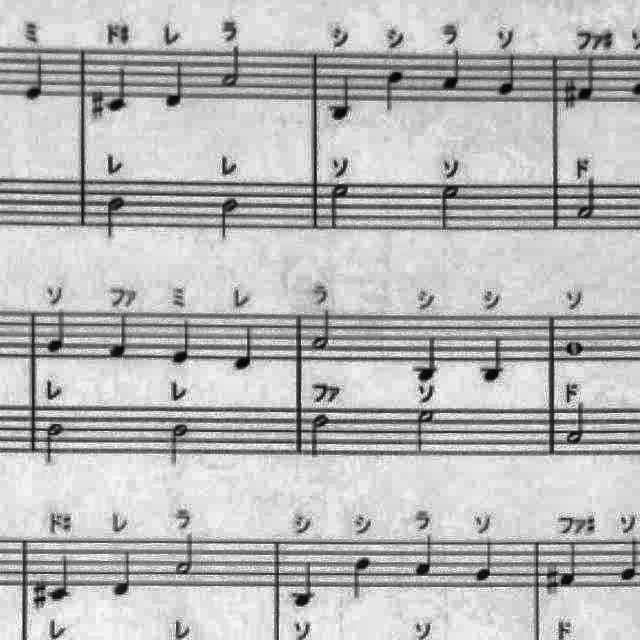 ミ ド♯ レ ラ シ シ ラ ソ ファ♯
レ レ ソ ソ ド
ソ ファ ミ レ ラ シ シ ソ
レ レ ファ ソ ド
ド♯ レ ラ シ シ ラ ソ ファ♯ ソ
レ レ ソ ソ ド